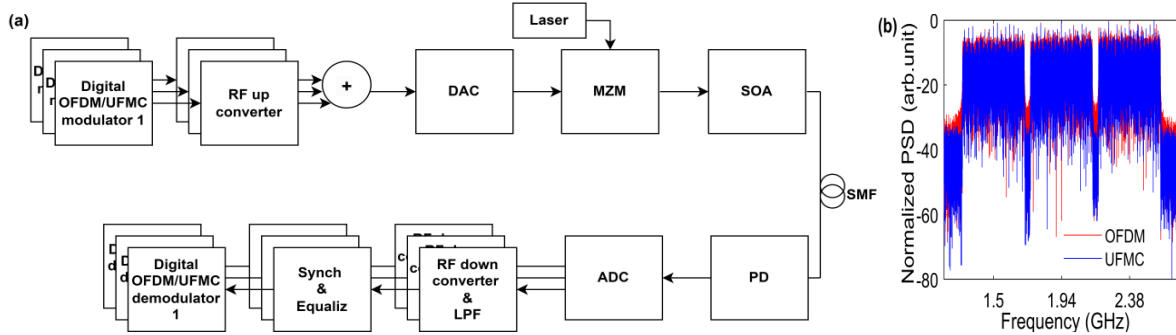 (a)
Laser
Digital
OFDM/UFMC
modulator 1
RF up
converter
+
DAC
MZM
SOA
SMF
Digital
OFDM/UFMC
demodulator
1
Synch
&
Equaliz
RF down
converter
&
LPF
ADC
PD
(b)
Normalized PSD (arb.unit)
0
-20
-40
-60
-80
OFDM
UFMC
1.5
1.94
2.38
Frequency (GHz)